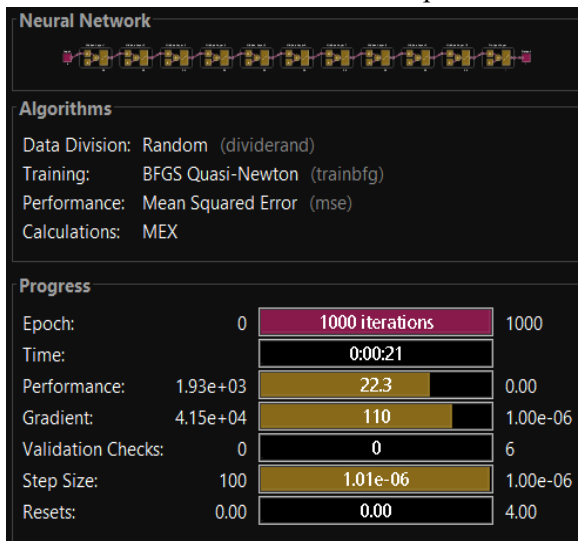 Neural Network
Algorithms
Data Division: Random (dividerand)
Training: BFGS Quasi-Newton (trainbfg)
Performance: Mean Squared Error (mse)
Calculations: MEX
Progress
Epoch: 0 1000 iterations 1000
Time: 0:00:21
Performance: 1.93e+03 22.3 0.00
Gradient: 4.15e+04 110 1.00e-06
Validation Checks: 0 0 6
Step Size: 100 1.01e-06 1.00e-06
Resets: 0.00 0.00 4.00